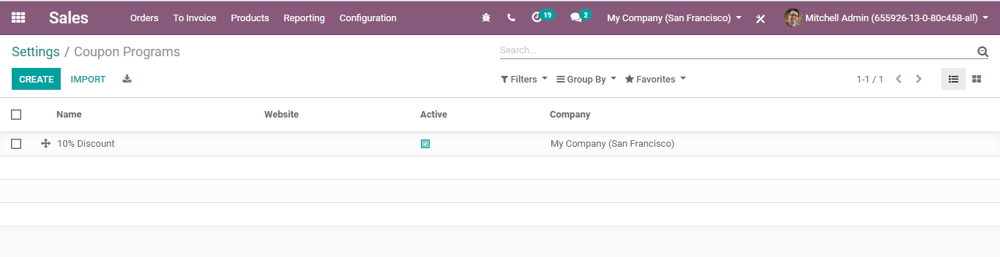 Sales Orders To Invoice Products Reporting Configuration 19 2 My Company (San Francisco) Mitchell Admin (655926-13-0-80c458-all)
Settings / Coupon Programs Search...
CREATE IMPORT Filters Group By Favorites 1-1 / 1
Name Website Active Company
10% Discount My Company (San Francisco)